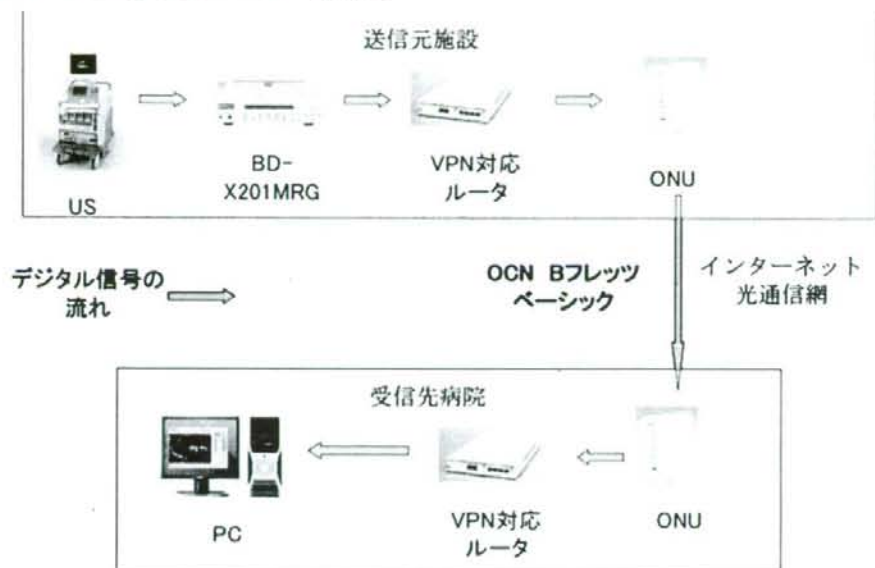 送信元施設
US
BD-
X201MRG
VPN対応
ルータ
ONU
デジタル信号の
流れ
OCN Bフレッツ
ベーシック
インターネット
光通信網
受信先病院
PC
VPN対応
ルータ
ONU